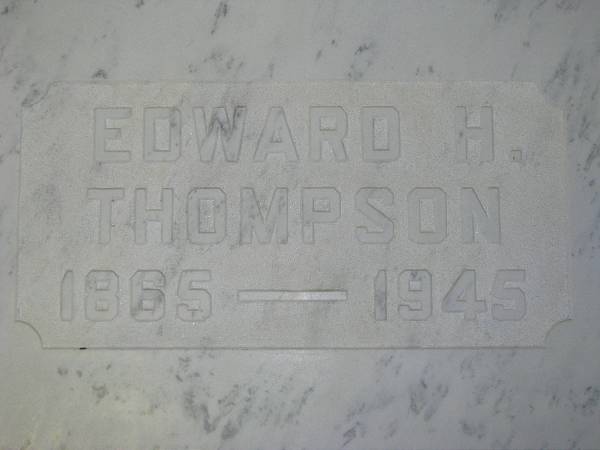 EDWARD H.
THOMPSON
1865 — 1945